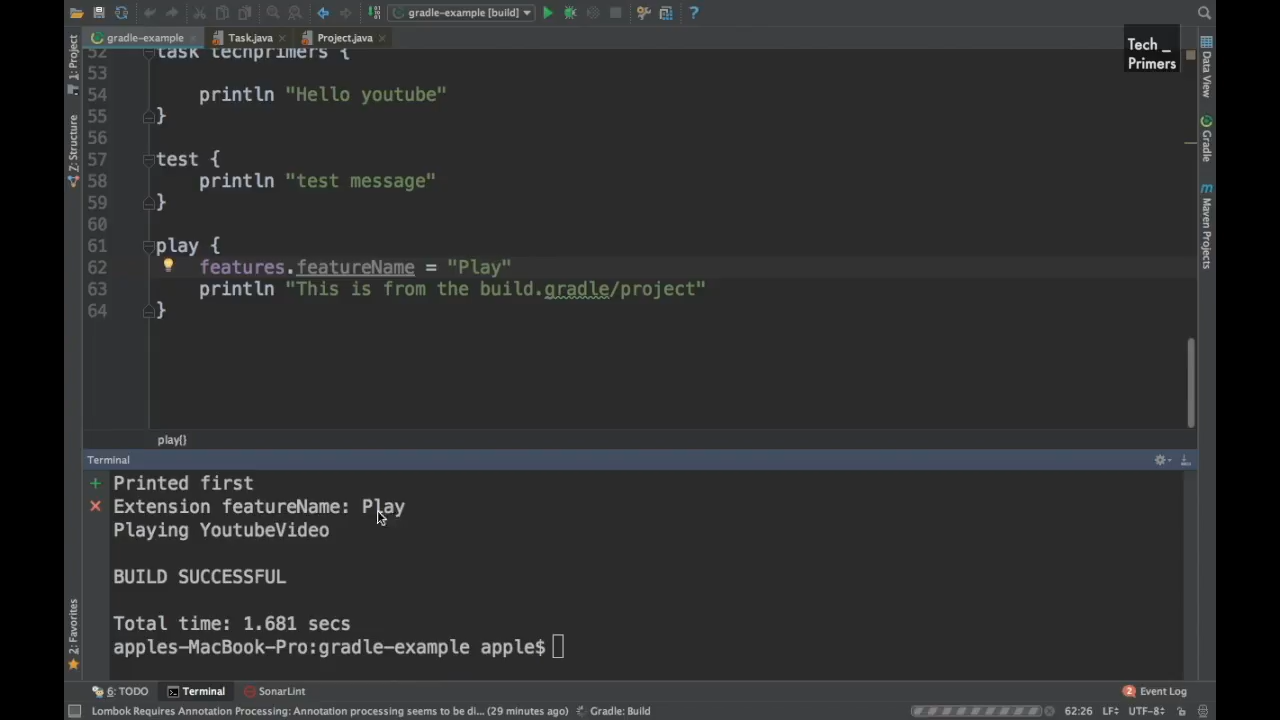 gradle-example [build]
gradle-example
Task.java
Project.java
Tech _
Primers
1: Project
7: Structure
2: Favorites
Data View
Gradle
Maven Projects
52 task techprimers {
53
54 println "Hello youtube"
55 }
56
57 test {
58 println "test message"
59 }
60
61 play {
62 features.featureName = "Play"
63 println "This is from the build.gradle/project"
64 }
play{}
Terminal
Printed first
Extension featureName: Play
Playing YoutubeVideo
BUILD SUCCESSFUL
Total time: 1.681 secs
apples-MacBook-Pro:gradle-example apple$
6: TODO
Terminal
SonarLint
2 Event Log
Lombok Requires Annotation Processing: Annotation processing seems to be di... (29 minutes ago)
Gradle: Build
62:26 LF÷ UTF-8÷